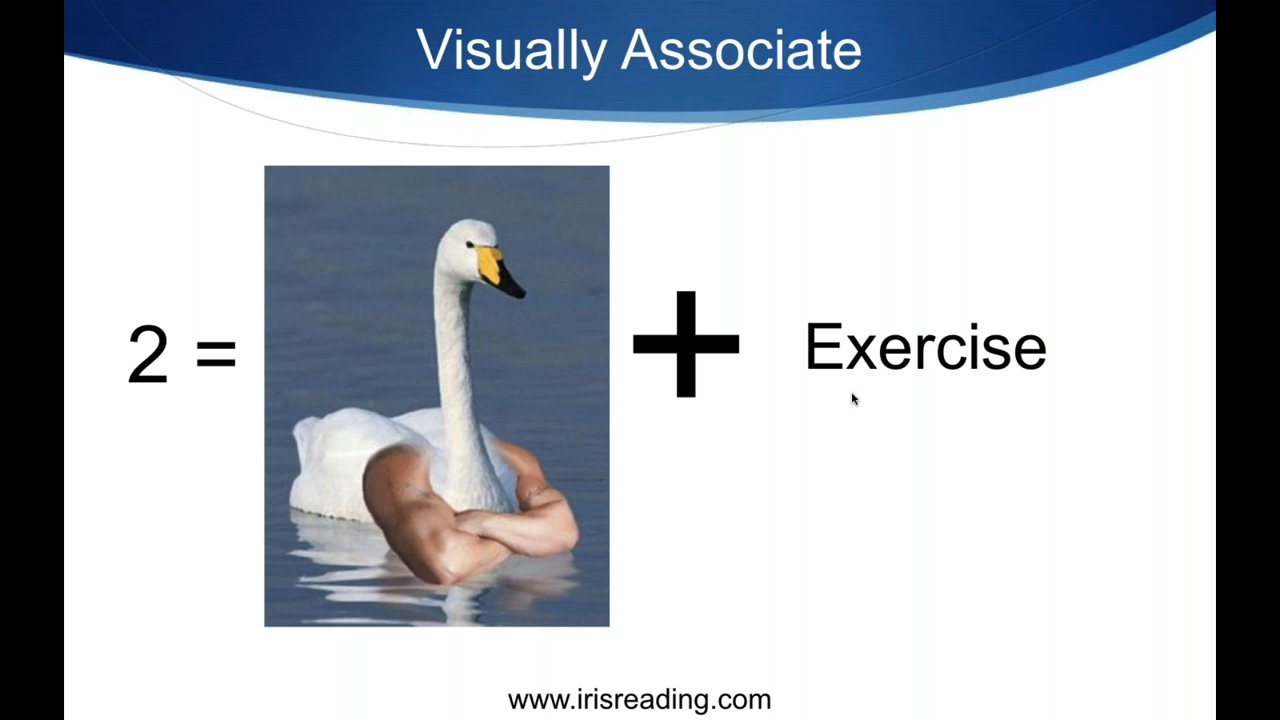 Visually Associate
2 =
+
Exercise
www.irisreading.com